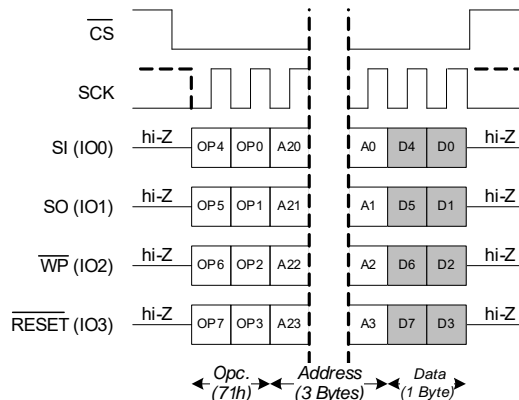 CS
SCK
SI (IO0) hi-Z OP4 OP0 A20 A0 D4 D0 hi-Z
SO (IO1) hi-Z OP5 OP1 A21 A1 D5 D1 hi-Z
WP (IO2) hi-Z OP6 OP2 A22 A2 D6 D2 hi-Z
RESET (IO3) hi-Z OP7 OP3 A23 A3 D7 D3 hi-Z
Opc. Address Data
(71h) (3 Bytes) (1 Byte)